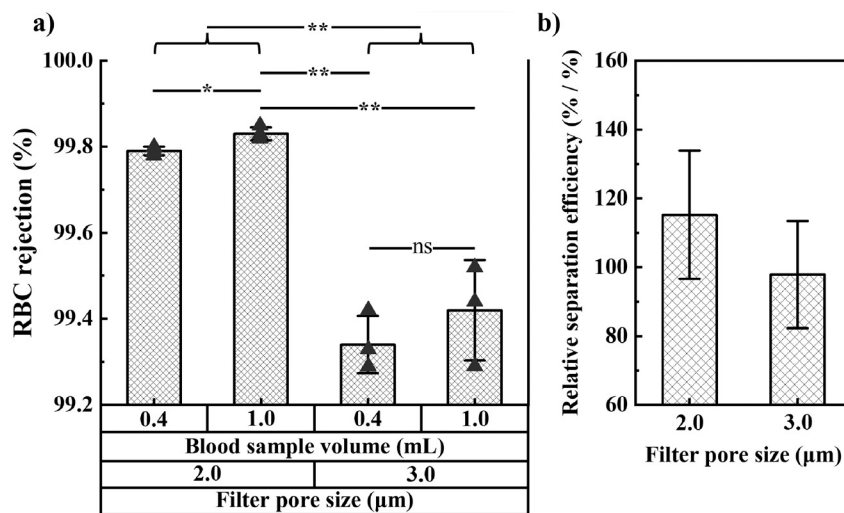 a)
**
100.0
**
*
**
99.8
99.6
ns
99.4
99.2
RBC rejection (%)
0.4 1.0 0.4 1.0
Blood sample volume (mL)
2.0 3.0
Filter pore size (μm)
b)
160
140
120
100
80
60
Relative separation efficiency (% / %)
2.0 3.0
Filter pore size (μm)